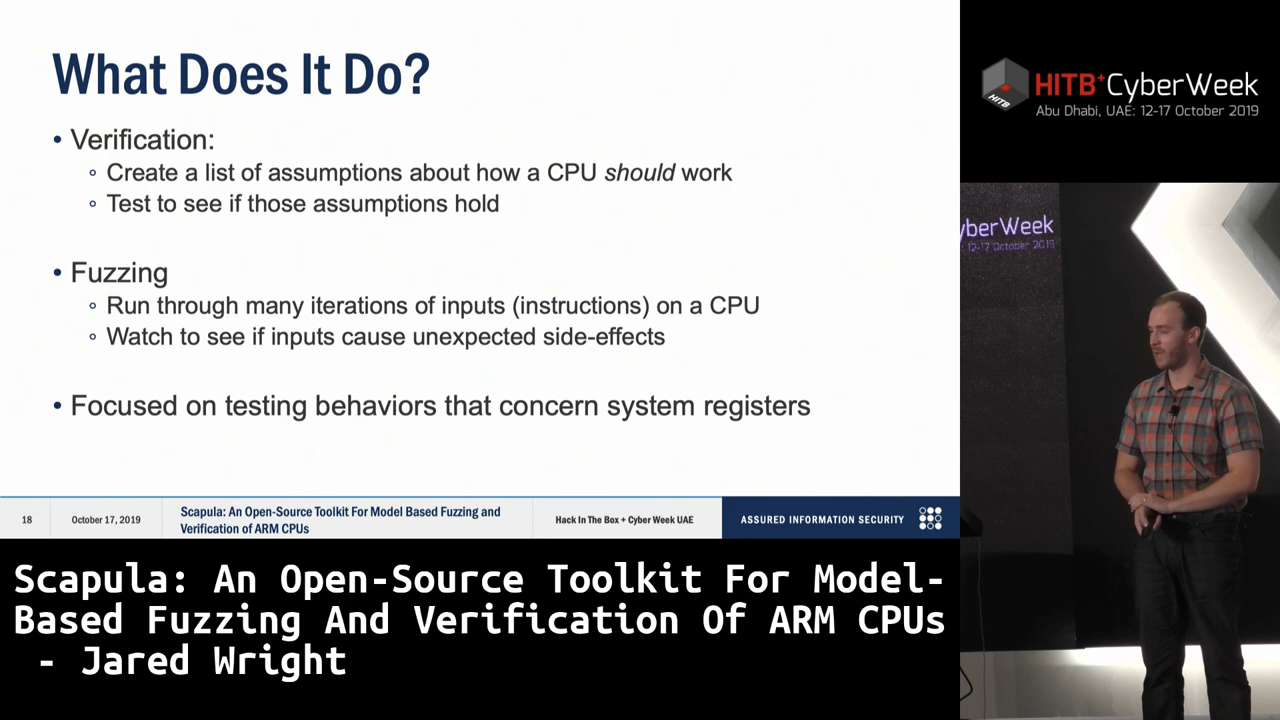 What Does It Do?
• Verification:
◦ Create a list of assumptions about how a CPU should work
◦ Test to see if those assumptions hold
• Fuzzing
◦ Run through many iterations of inputs (instructions) on a CPU
◦ Watch to see if inputs cause unexpected side-effects
• Focused on testing behaviors that concern system registers
18
October 17, 2019
Scapula: An Open-Source Toolkit For Model Based Fuzzing and
Verification of ARM CPUs
Hack In The Box + Cyber Week UAE
ASSURED INFORMATION SECURITY
Scapula: An Open-Source Toolkit For Model-
Based Fuzzing And Verification Of ARM CPUs
- Jared Wright
HITB
HITB+CyberWeek
Abu Dhabi, UAE: 12-17 October 2019
yberWeek
: 12-17 October 2019